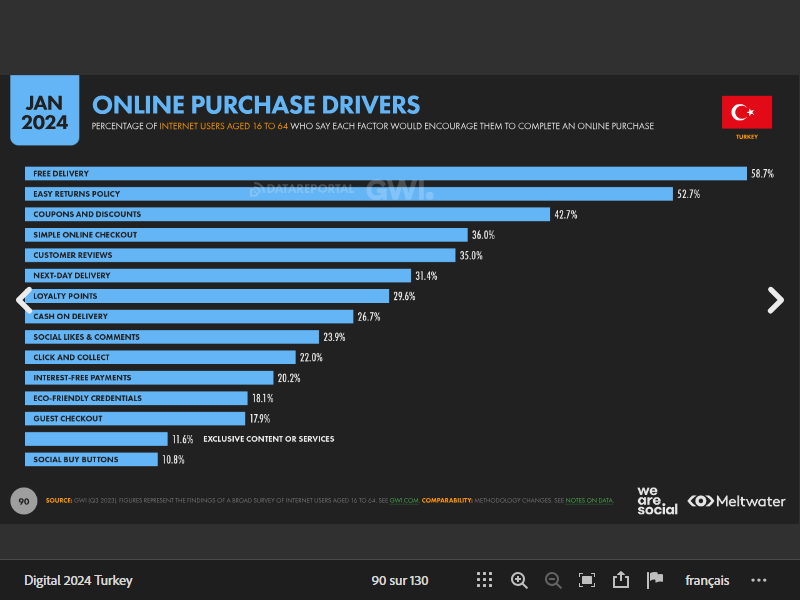 JAN
2024
ONLINE PURCHASE DRIVERS
PERCENTAGE OF INTERNET USERS AGED 16 TO 64 WHO SAY EACH FACTOR WOULD ENCOURAGE THEM TO COMPLETE AN ONLINE PURCHASE
TURKEY
FREE DELIVERY 58.7%
DATAREPORTAL GWI.
EASY RETURNS POLICY 52.7%
COUPONS AND DISCOUNTS 42.7%
SIMPLE ONLINE CHECKOUT 36.0%
CUSTOMER REVIEWS 35.0%
NEXT-DAY DELIVERY 31.4%
LOYALTY POINTS 29.6%
CASH ON DELIVERY 26.7%
SOCIAL LIKES & COMMENTS 23.9%
CLICK AND COLLECT 22.0%
INTEREST-FREE PAYMENTS 20.2%
ECO-FRIENDLY CREDENTIALS 18.1%
GUEST CHECKOUT 17.9%
11.6% EXCLUSIVE CONTENT OR SERVICES
SOCIAL BUY BUTTONS 10.8%
90
SOURCE: GWI (Q3 2023). FIGURES REPRESENT THE FINDINGS OF A BROAD SURVEY OF INTERNET USERS AGED 16 TO 64. SEE GWI.COM. COMPARABILITY: METHODOLOGY CHANGES. SEE NOTES ON DATA.
we
are
social
Meltwater
Digital 2024 Turkey
90 sur 130
français